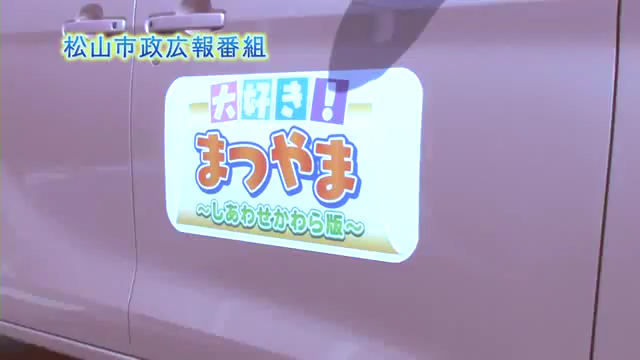 松山市政広報番組
大好き!
まつやま
～しあわせかわら版～